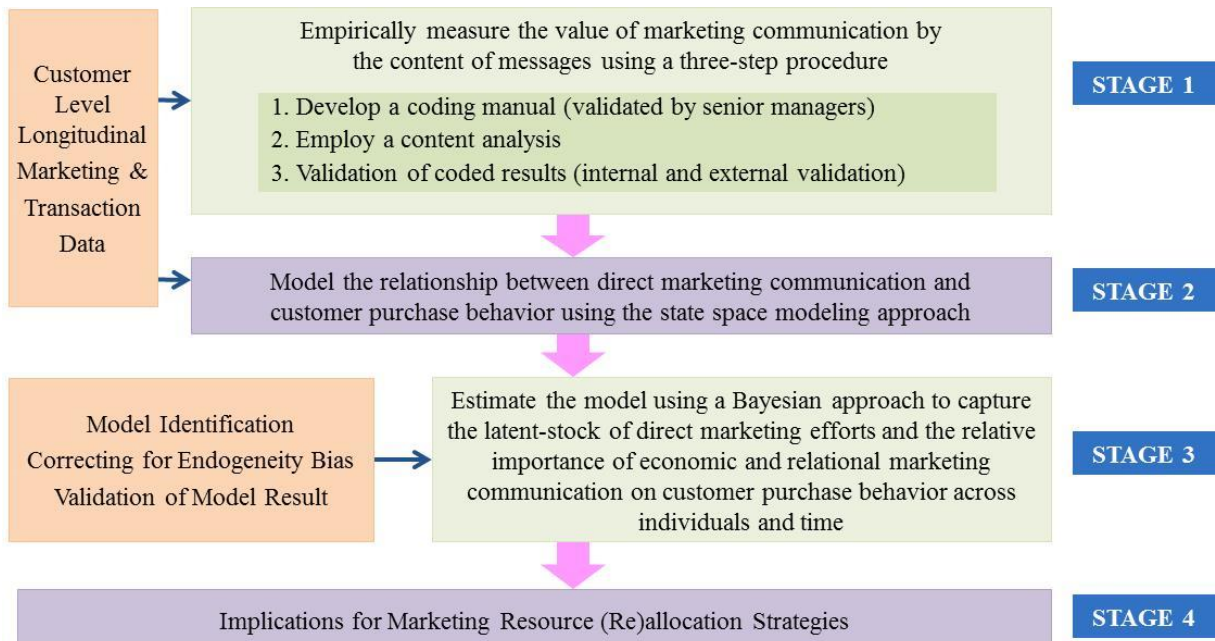 Customer
Level
Longitudinal
Marketing &
Transaction
Data
Empirically measure the value of marketing communication by
the content of messages using a three-step procedure
1. Develop a coding manual (validated by senior managers)
2. Employ a content analysis
3. Validation of coded results (internal and external validation)
STAGE 1
Model the relationship between direct marketing communication and
customer purchase behavior using the state space modeling approach
STAGE 2
Model Identification
Correcting for Endogeneity Bias
Validation of Model Result
Estimate the model using a Bayesian approach to capture
the latent-stock of direct marketing efforts and the relative
importance of economic and relational marketing
communication on customer purchase behavior across
individuals and time
STAGE 3
Implications for Marketing Resource (Re)allocation Strategies
STAGE 4